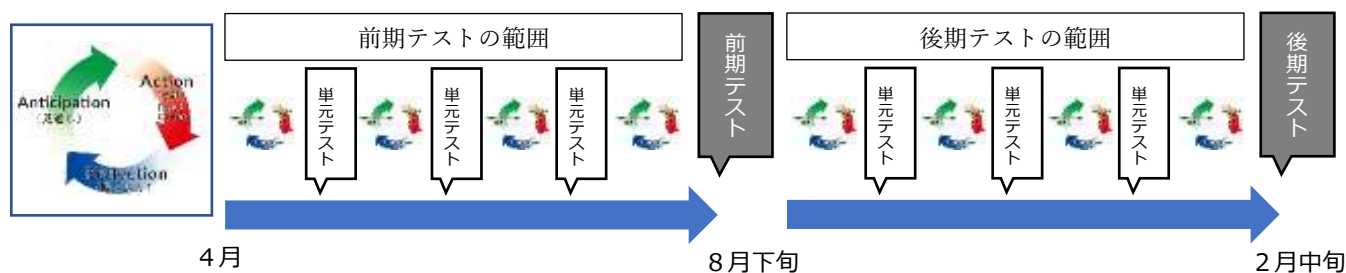 Anticipation
Action
前期テストの範囲
単元テスト
単元テスト
単元テスト
前期テスト
後期テストの範囲
単元テスト
単元テスト
単元テスト
後期テスト
４月
８月下旬
２月中旬